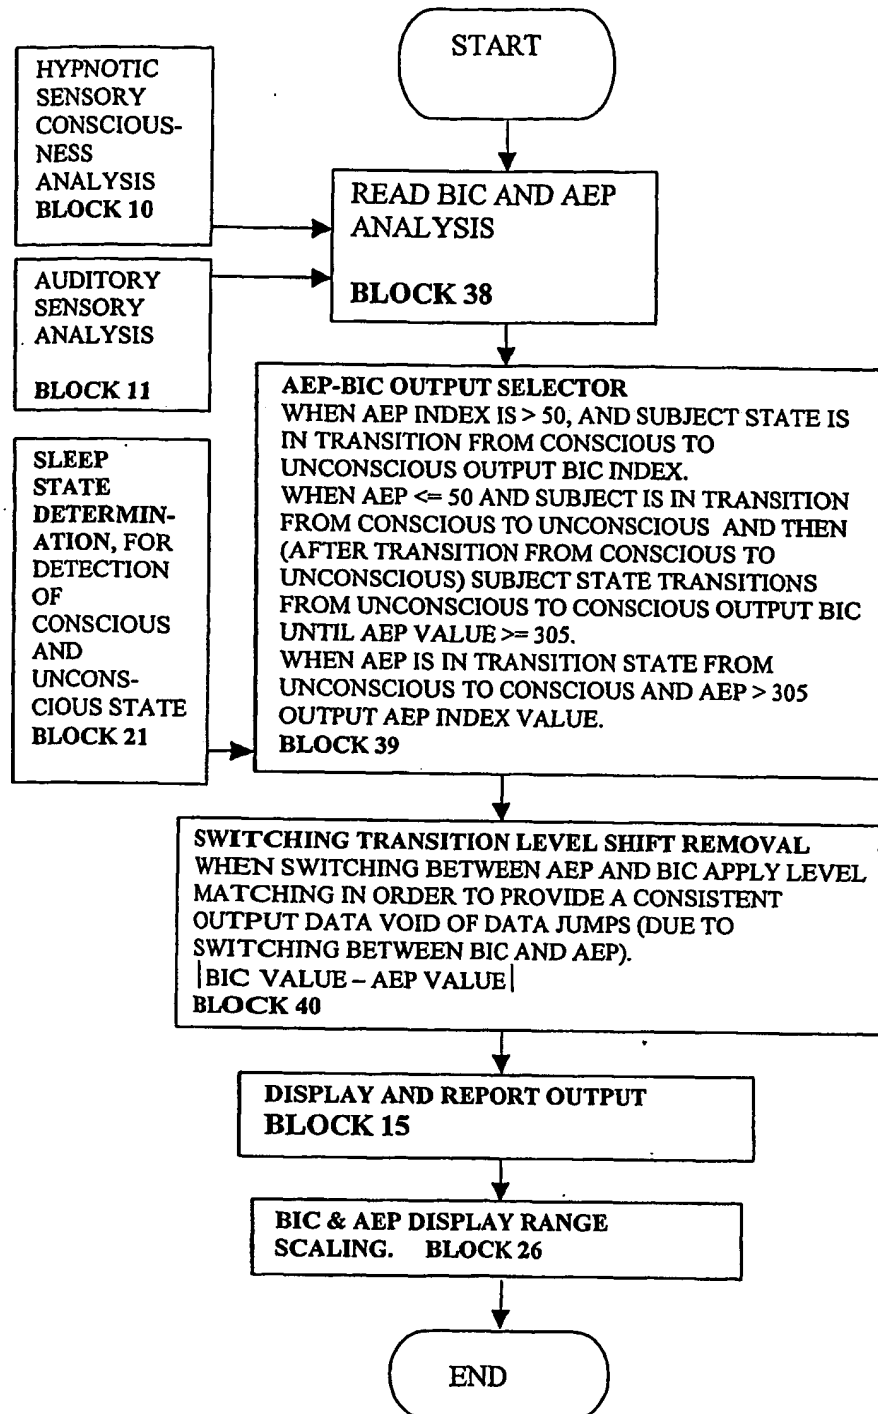 START
HYPNOTIC
SENSORY
CONSCIOUS-
NESS
ANALYSIS
BLOCK 10
READ BIC AND AEP
ANALYSIS
BLOCK 38
AUDITORY
SENSORY
ANALYSIS
BLOCK 11
AEP-BIC OUTPUT SELECTOR
WHEN AEP INDEX IS > 50, AND SUBJECT STATE IS
IN TRANSITION FROM CONSCIOUS TO
UNCONSCIOUS OUTPUT BIC INDEX.
WHEN AEP <= 50 AND SUBJECT IS IN TRANSITION
FROM CONSCIOUS TO UNCONSCIOUS AND THEN
(AFTER TRANSITION FROM CONSCIOUS TO
UNCONSCIOUS) SUBJECT STATE TRANSITIONS
FROM UNCONSCIOUS TO CONSCIOUS OUTPUT BIC
UNTIL AEP VALUE >= 305.
WHEN AEP IS IN TRANSITION STATE FROM
UNCONSCIOUS TO CONSCIOUS AND AEP > 305
OUTPUT AEP INDEX VALUE.
BLOCK 39
SLEEP
STATE
DETERMIN-
ATION, FOR
DETECTION
OF
CONSCIOUS
AND
UNCONS-
CIOUS STATE
BLOCK 21
SWITCHING TRANSITION LEVEL SHIFT REMOVAL
WHEN SWITCHING BETWEEN AEP AND BIC APPLY LEVEL
MATCHING IN ORDER TO PROVIDE A CONSISTENT
OUTPUT DATA VOID OF DATA JUMPS (DUE TO
SWITCHING BETWEEN BIC AND AEP).
|BIC VALUE – AEP VALUE|
BLOCK 40
DISPLAY AND REPORT OUTPUT
BLOCK 15
BIC & AEP DISPLAY RANGE
SCALING. BLOCK 26
END